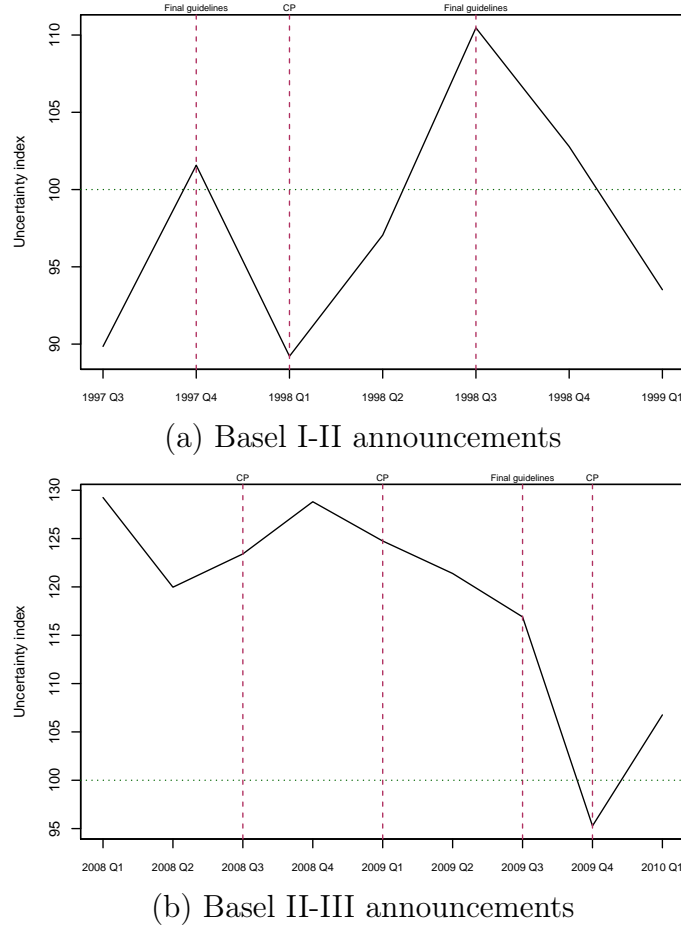 Final guidelines CP Final guidelines
110
105
100
95
90
Uncertainty index
1997 Q3 1997 Q4 1998 Q1 1998 Q2 1998 Q3 1998 Q4 1999 Q1
(a) Basel I-II announcements
CP CP Final guidelines CP
130
125
120
115
110
105
100
95
Uncertainty index
2008 Q1 2008 Q2 2008 Q3 2008 Q4 2009 Q1 2009 Q2 2009 Q3 2009 Q4 2010 Q1
(b) Basel II-III announcements